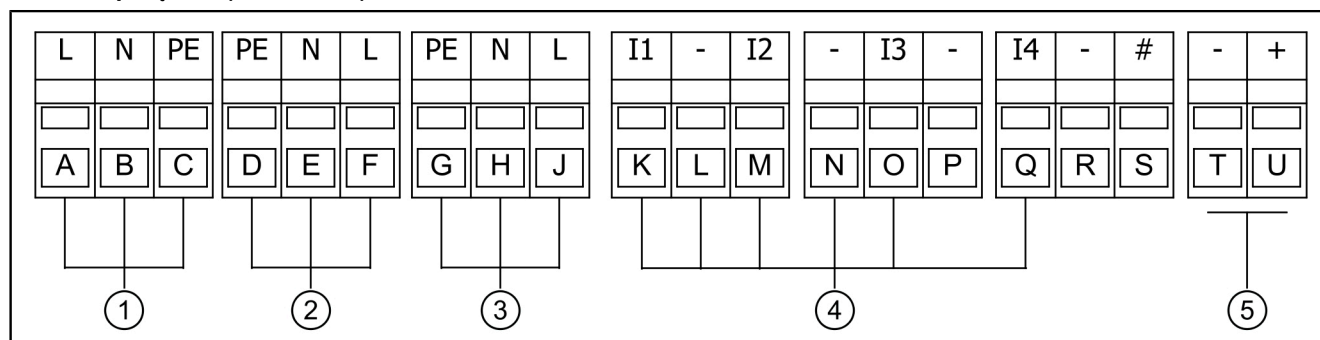 L N PE PE N L PE N L I1 - I2 - I3 - I4 - # - +
A B C D E F G H J K L M N O P Q R S T U
1 2 3 4 5